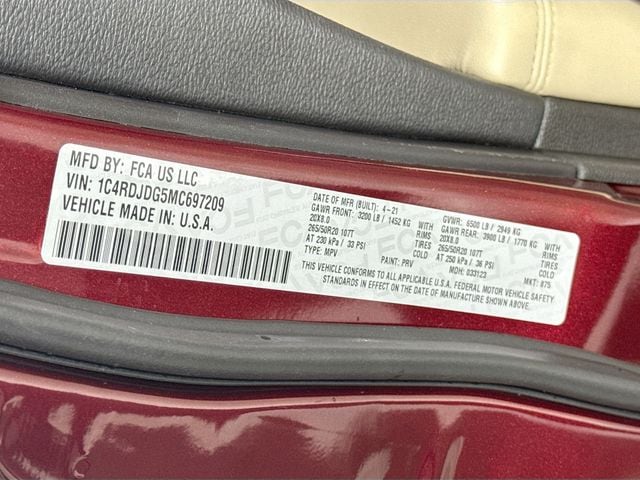 MFD BY: FCA US LLC
VIN: 1C4RDJDG5MC697209
VEHICLE MADE IN: U.S.A.
DATE OF MFR (BUILT): 4-21 GVWR: 6500 LB / 2949 KG
GAWR FRONT: 3200 LB / 1452 KG WITH GAWR REAR: 3900 LB / 1770 KG WITH
20X8.0 RIMS 20X8.0 RIMS
265/50R20 107T TIRES 265/50R20 107T TIRES
AT 230 kPa / 33 PSI COLD AT 250 kPa / 36 PSI COLD
TYPE: MPV PAINT: PRV MDH: 033123 MKT: 875
THIS VEHICLE CONFORMS TO ALL APPLICABLE U.S.A. FEDERAL MOTOR VEHICLE SAFETY
STANDARDS IN EFFECT ON THE DATE OF MANUFACTURE SHOWN ABOVE.